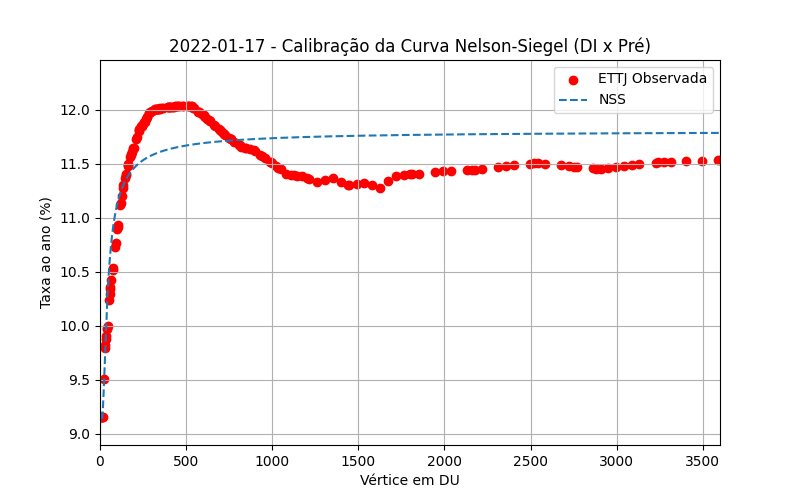 2022-01-17 - Calibração da Curva Nelson-Siegel (DI x Pré)
ETTJ Observada
NSS
Taxa ao ano (%)
12.0
11.5
11.0
10.5
10.0
9.5
9.0
0 500 1000 1500 2000 2500 3000 3500
Vértice em DU